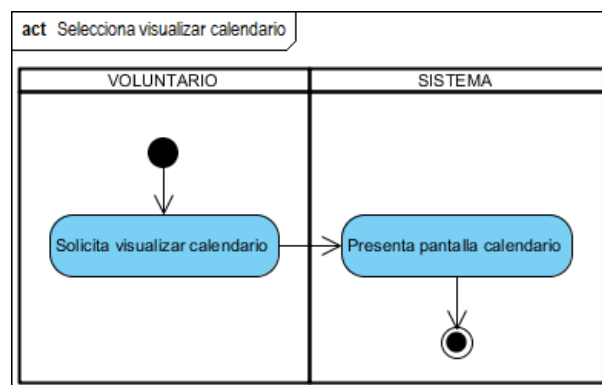 act Selecciona visualizar calendario
VOLUNTARIO
SISTEMA
Solicita visualizar calendario
Presenta pantalla calendario